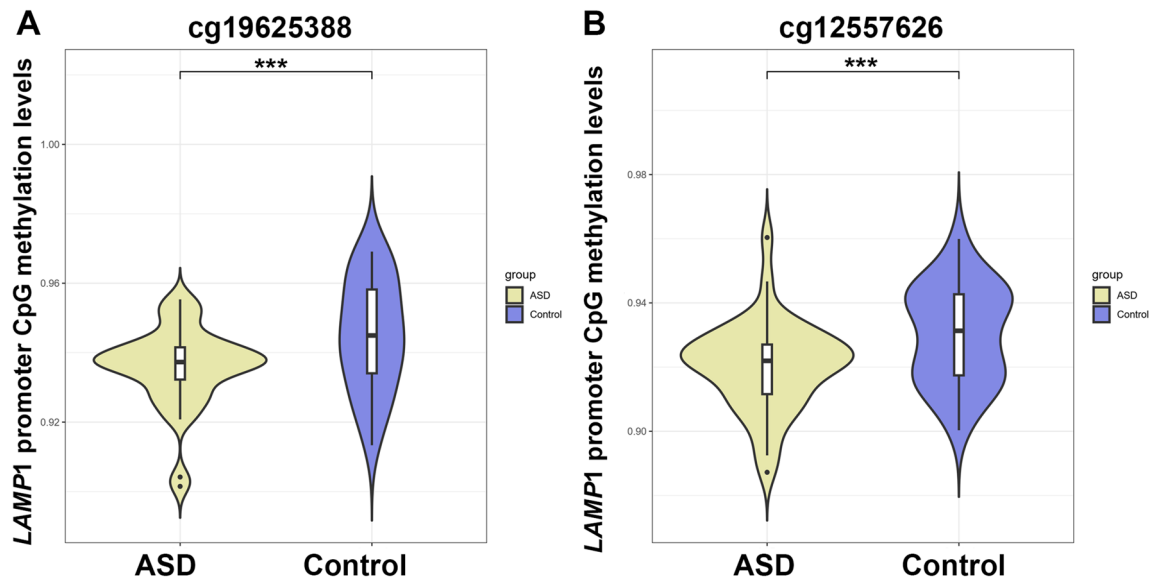 A
cg19625388
***
LAMP1 promoter CpG methylation levels
1.00
0.96
0.92
ASD
Control
group
ASD
Control
B
cg12557626
***
LAMP1 promoter CpG methylation levels
0.98
0.94
0.90
ASD
Control
group
ASD
Control